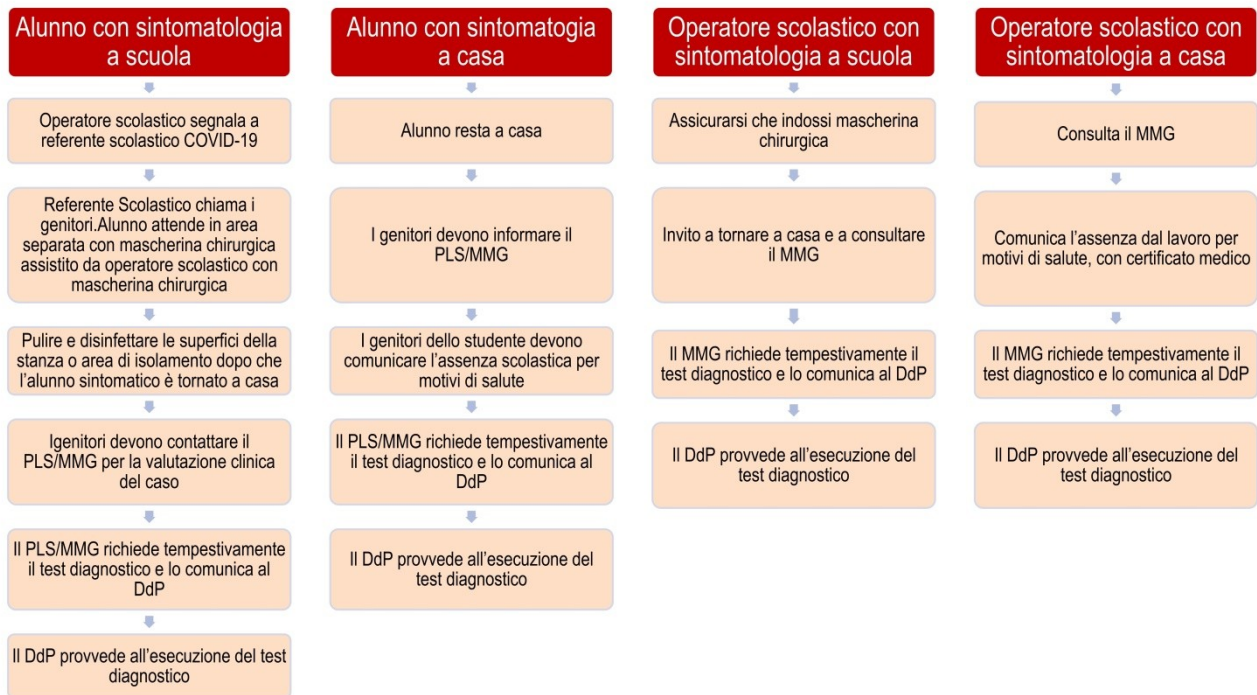 Alunno con sintomatologia
a scuola
Operatore scolastico segnala a
referente scolastico COVID-19
Referente Scolastico chiama i
genitori.Alunno attende in area
separata con mascherina chirurgica
assistito da operatore scolastico con
mascherina chirurgica
Pulire e disinfettare le superfici della
stanza o area di isolamento dopo che
l’alunno sintomatico è tornato a casa
Igenitori devono contattare il
PLS/MMG per la valutazione clinica
del caso
Il PLS/MMG richiede tempestivamente
il test diagnostico e lo comunica al
DdP
Il DdP provvede all’esecuzione del test
diagnostico
Alunno con sintomatogia
a casa
Alunno resta a casa
I genitori devono informare il
PLS/MMG
I genitori dello studente devono
comunicare l’assenza scolastica per
motivi di salute
Il PLS/MMG richiede tempestivamente
il test diagnostico e lo comunica al
DdP
Il DdP provvede all’esecuzione del
test diagnostico
Operatore scolastico con
sintomatologia a scuola
Assicurarsi che indossi mascherina
chirurgica
Invito a tornare a casa e a consultare
il MMG
Il MMG richiede tempestivamente il
test diagnostico e lo comunica al DdP
Il DdP provvede all’esecuzione del
test diagnostico
Operatore scolastico con
sintomatologia a casa
Consulta il MMG
Comunica l’assenza dal lavoro per
motivi di salute, con certificato medico
Il MMG richiede tempestivamente il
test diagnostico e lo comunica al DdP
Il DdP provvede all’esecuzione del
test diagnostico